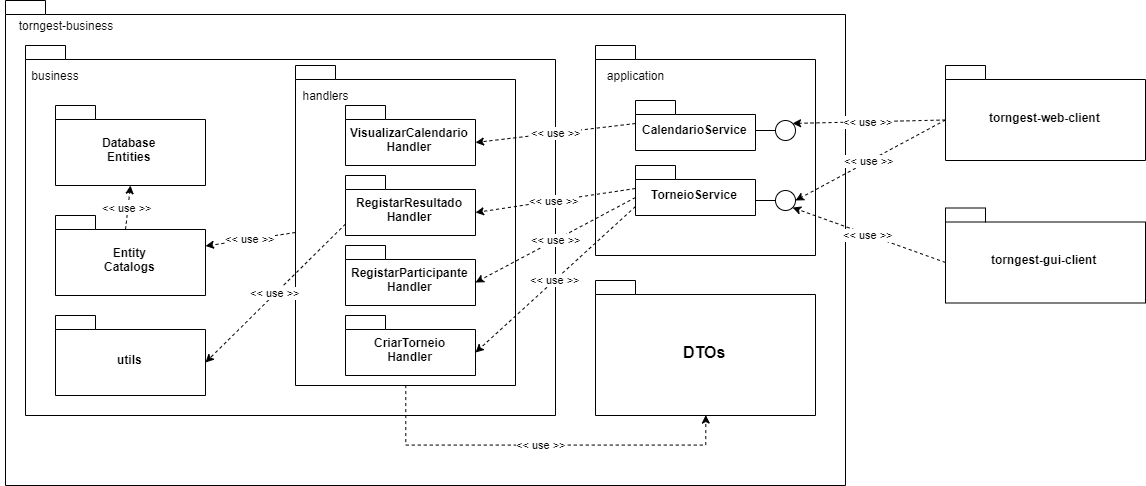 torngest-business
business
application
handlers
VisualizarCalendario
Handler
CalendarioService
<< use >>
<< use >>
torngest-web-client
Database
Entities
<< use >>
TorneioService
<< use >>
RegistarResultado
Handler
<< use >>
<< use >>
<< use >>
<< use >>
Entity
Catalogs
RegistarParticipante
Handler
<< use >>
torngest-gui-client
<< use >>
<< use >>
utils
CriarTorneio
Handler
DTOs
<< use >>